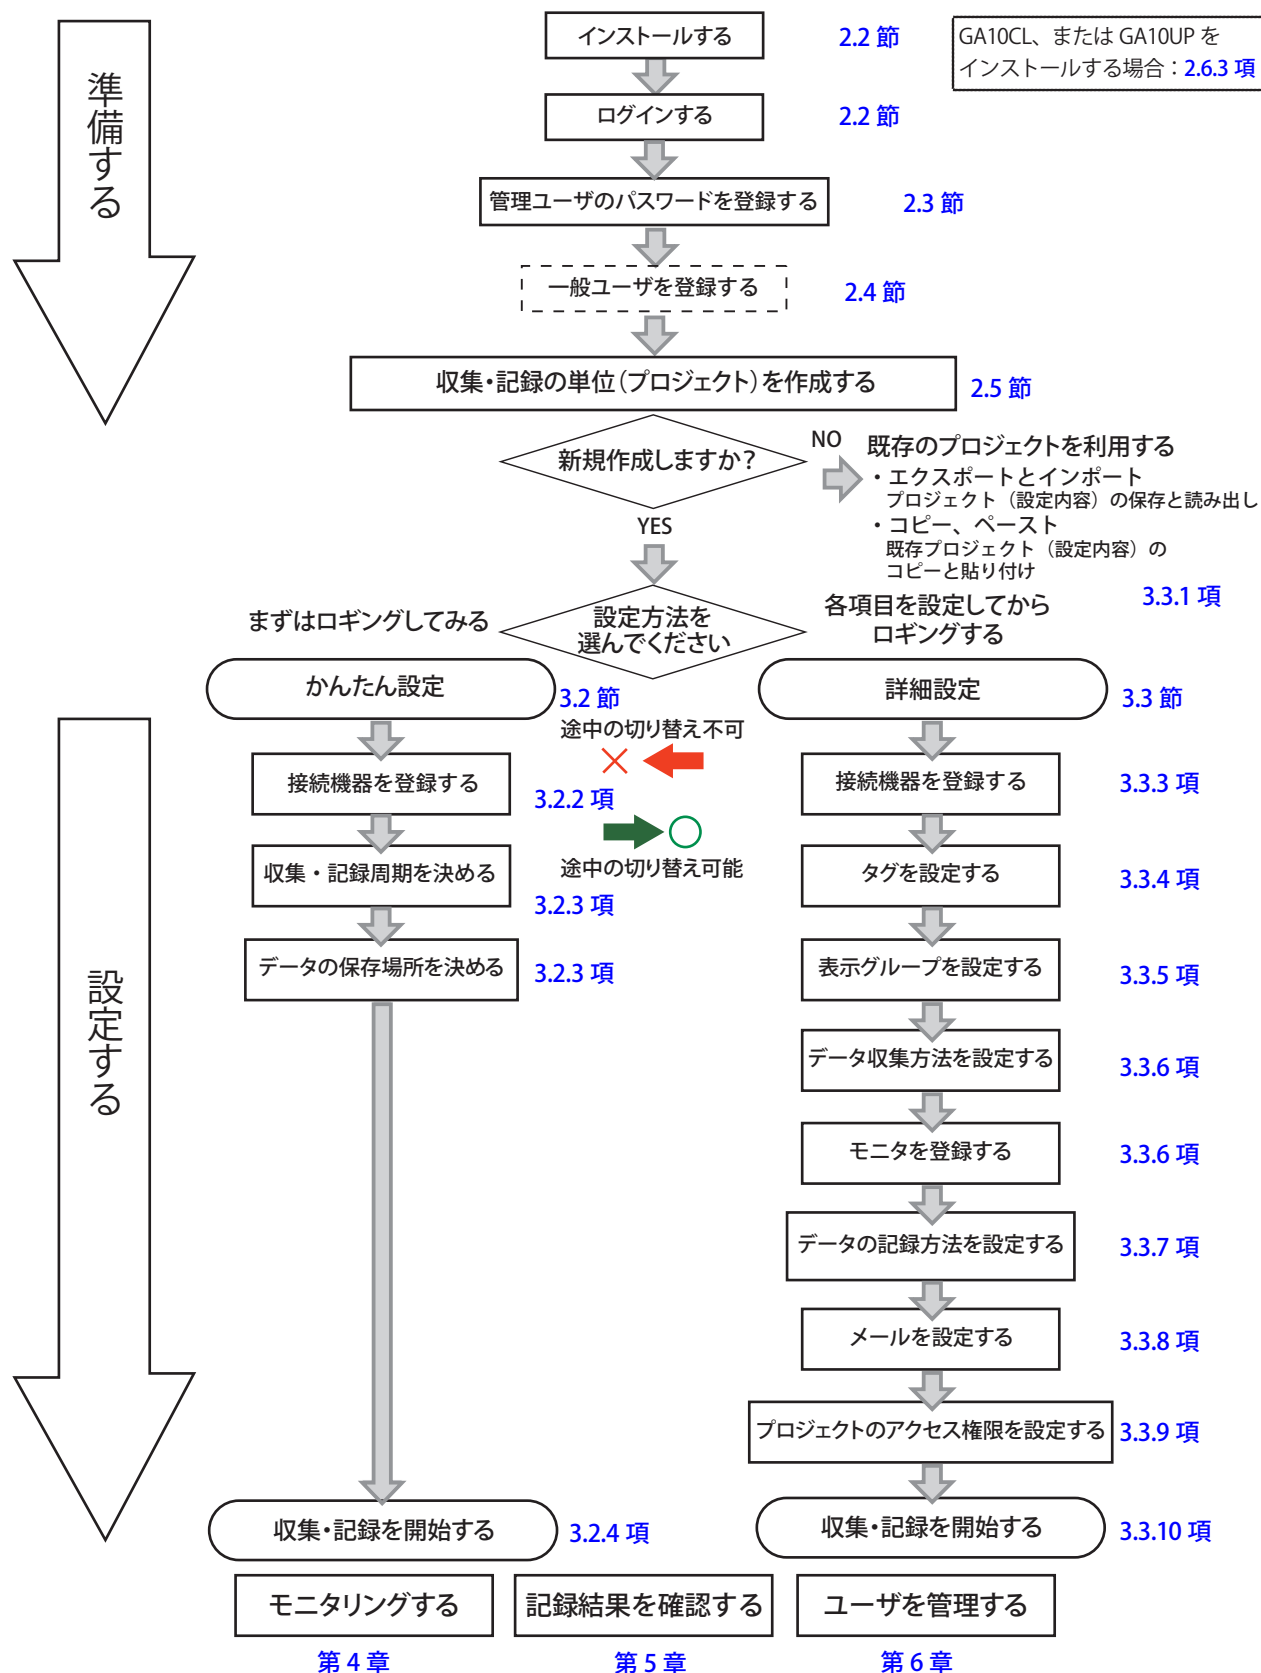 準備する
インストールする
2.2 節
GA10CL、または GA10UP を
インストールする場合：2.6.3 項
ログインする
2.2 節
管理ユーザのパスワードを登録する
2.3 節
一般ユーザを登録する
2.4 節
収集・記録の単位（プロジェクト）を作成する
2.5 節
新規作成しますか？
NO
既存のプロジェクトを利用する
・エクスポートとインポート
プロジェクト（設定内容）の保存と読み出し
・コピー、ペースト
既存プロジェクト（設定内容）の
コピーと貼り付け
3.3.1 項
YES
設定方法を
選んでください
まずはロギングしてみる
各項目を設定してから
ロギングする
設定する
かんたん設定
3.2 節
詳細設定
3.3 節
途中の切り替え不可
途中の切り替え可能
接続機器を登録する
3.2.2 項
収集・記録周期を決める
3.2.3 項
データの保存場所を決める
3.2.3 項
収集・記録を開始する
3.2.4 項
接続機器を登録する
3.3.3 項
タグを設定する
3.3.4 項
表示グループを設定する
3.3.5 項
データ収集方法を設定する
3.3.6 項
モニタを登録する
3.3.6 項
データの記録方法を設定する
3.3.7 項
メールを設定する
3.3.8 項
プロジェクトのアクセス権限を設定する
3.3.9 項
収集・記録を開始する
3.3.10 項
モニタリングする
第 4 章
記録結果を確認する
第 5 章
ユーザを管理する
第 6 章